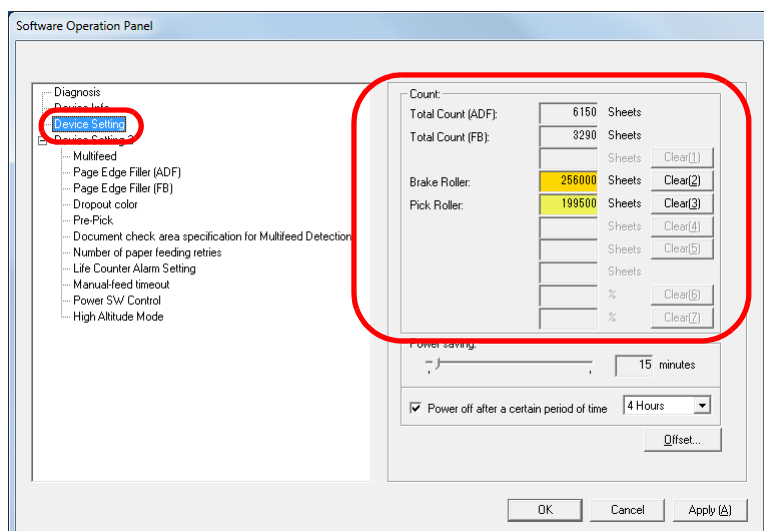 Software Operation Panel
Diagnosis
Device Info
Device Setting
Device Setting 2
Multifeed
Page Edge Filler (ADF)
Page Edge Filler (FB)
Dropout color
Pre-Pick
Document check area specification for Multifeed Detection
Number of paper feeding retries
Life Counter Alarm Setting
Manual-feed timeout
Power SW Control
High Altitude Mode
Count:
Total Count (ADF): 6150 Sheets
Total Count (FB): 3290 Sheets
Sheets Clear(1)
Brake Roller: 256000 Sheets Clear(2)
Pick Roller: 199500 Sheets Clear(3)
Sheets Clear(4)
Sheets Clear(5)
Sheets
% Clear(6)
% Clear(7)
Power saving:
15 minutes
Power off after a certain period of time 4 Hours
Offset...
OK Cancel Apply (A)